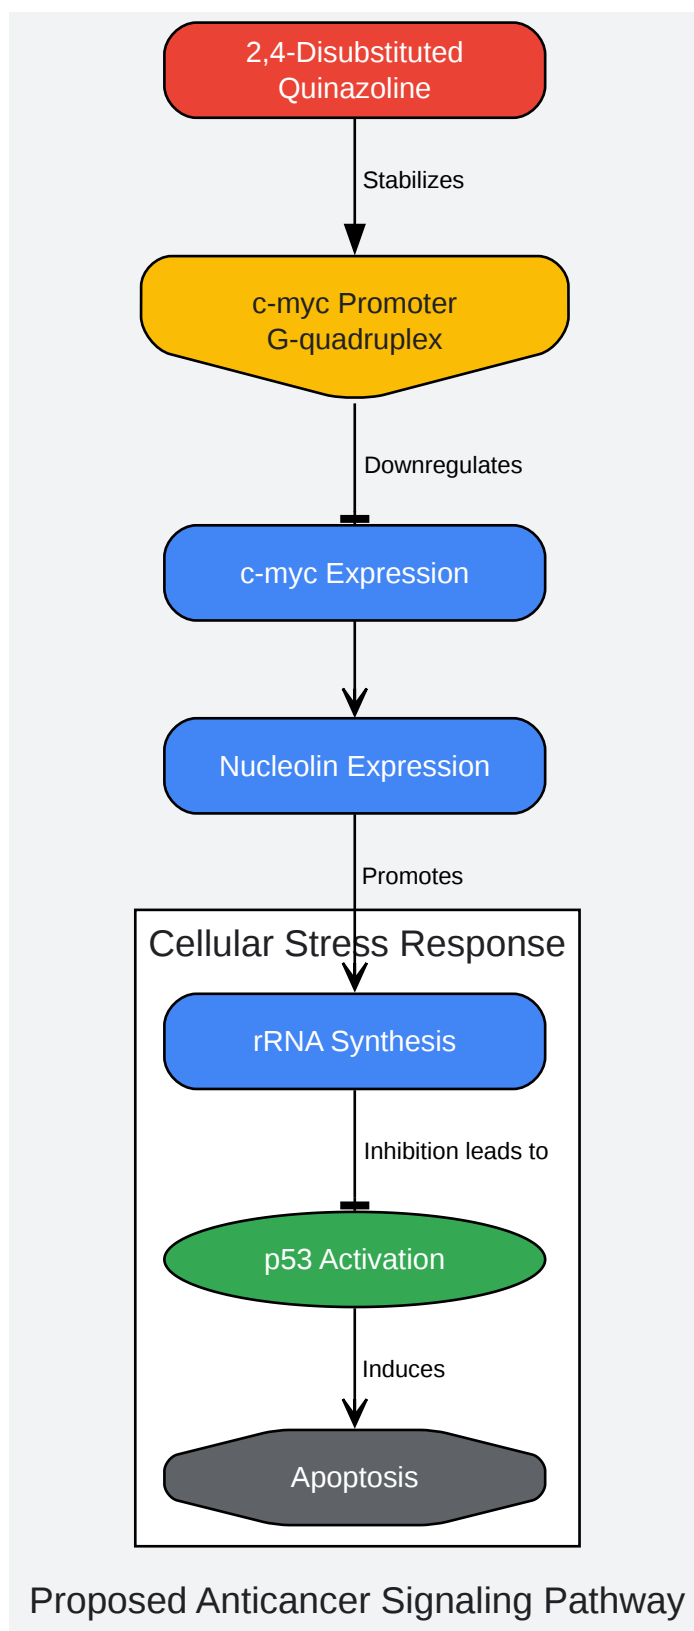 2,4-Disubstituted
Quinazoline
Stabilizes
c-myc Promoter
G-quadruplex
Downregulates
c-myc Expression
Nucleolin Expression
Promotes
Cellular Stress Response
rRNA Synthesis
Inhibition leads to
p53 Activation
Induces
Apoptosis
Proposed Anticancer Signaling Pathway